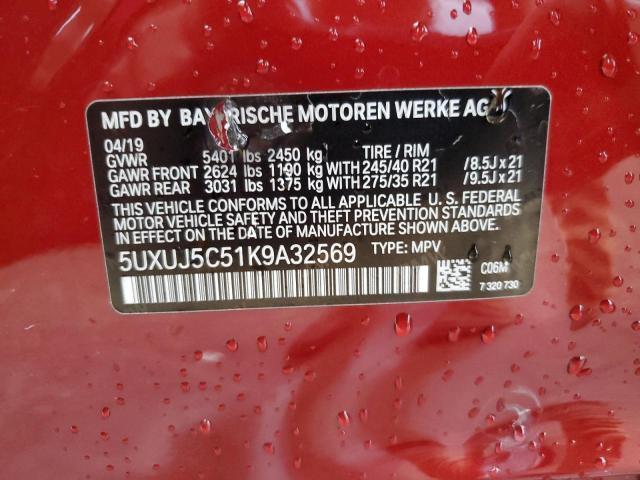 MFD BY BAYERISCHE MOTOREN WERKE AG
04/19
GVWR 5401 lbs 2450 kg TIRE / RIM
GAWR FRONT 2624 lbs 1190 kg WITH 245/40 R21 /8.5J x 21
GAWR REAR 3031 lbs 1375 kg WITH 275/35 R21 /9.5J x 21
THIS VEHICLE CONFORMS TO ALL APPLICABLE U. S. FEDERAL
MOTOR VEHICLE SAFETY AND THEFT PREVENTION STANDARDS
IN EFFECT ON THE DATE OF MANUFACTURE SHOWN ABOVE.
5UXUJ5C51K9A32569 TYPE: MPV
C06M
7 320 730